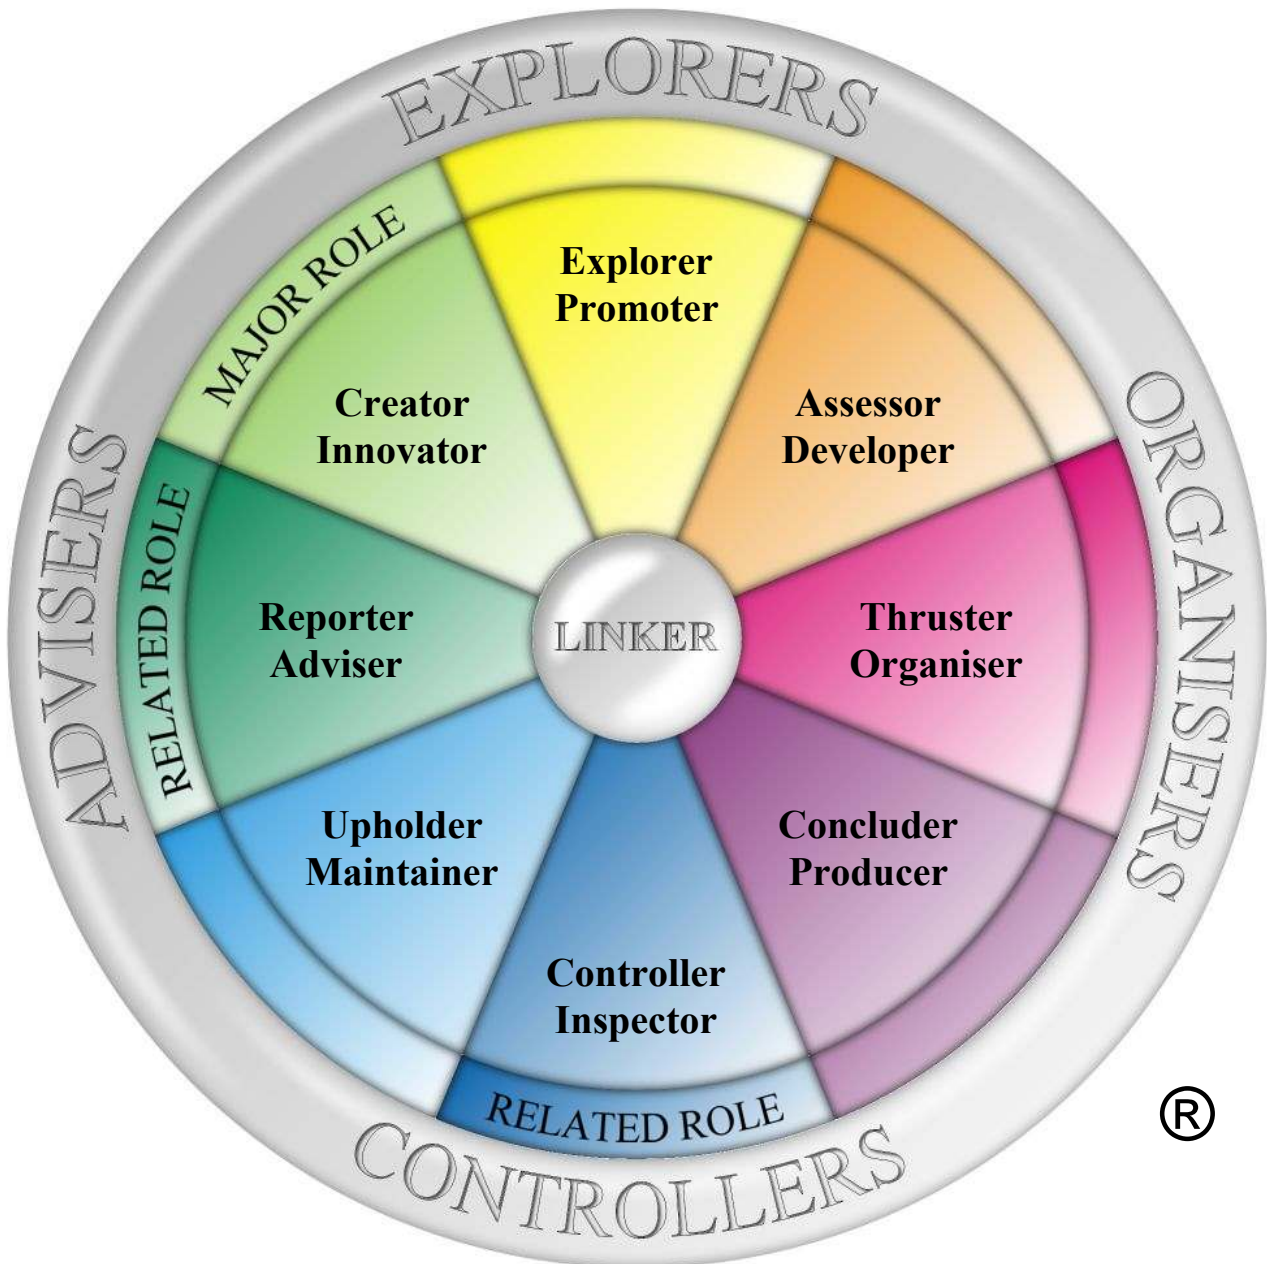 EXPLORERS
MAJOR ROLE
Explorer
Promoter
Creator
Innovator
Assessor
Developer
ADVISERS
RELATED ROLE
Reporter
Adviser
LINKER
Thruster
Organiser
ORGANISERS
Upholder
Maintainer
Concluder
Producer
Controller
Inspector
RELATED ROLE
CONTROLLERS
®